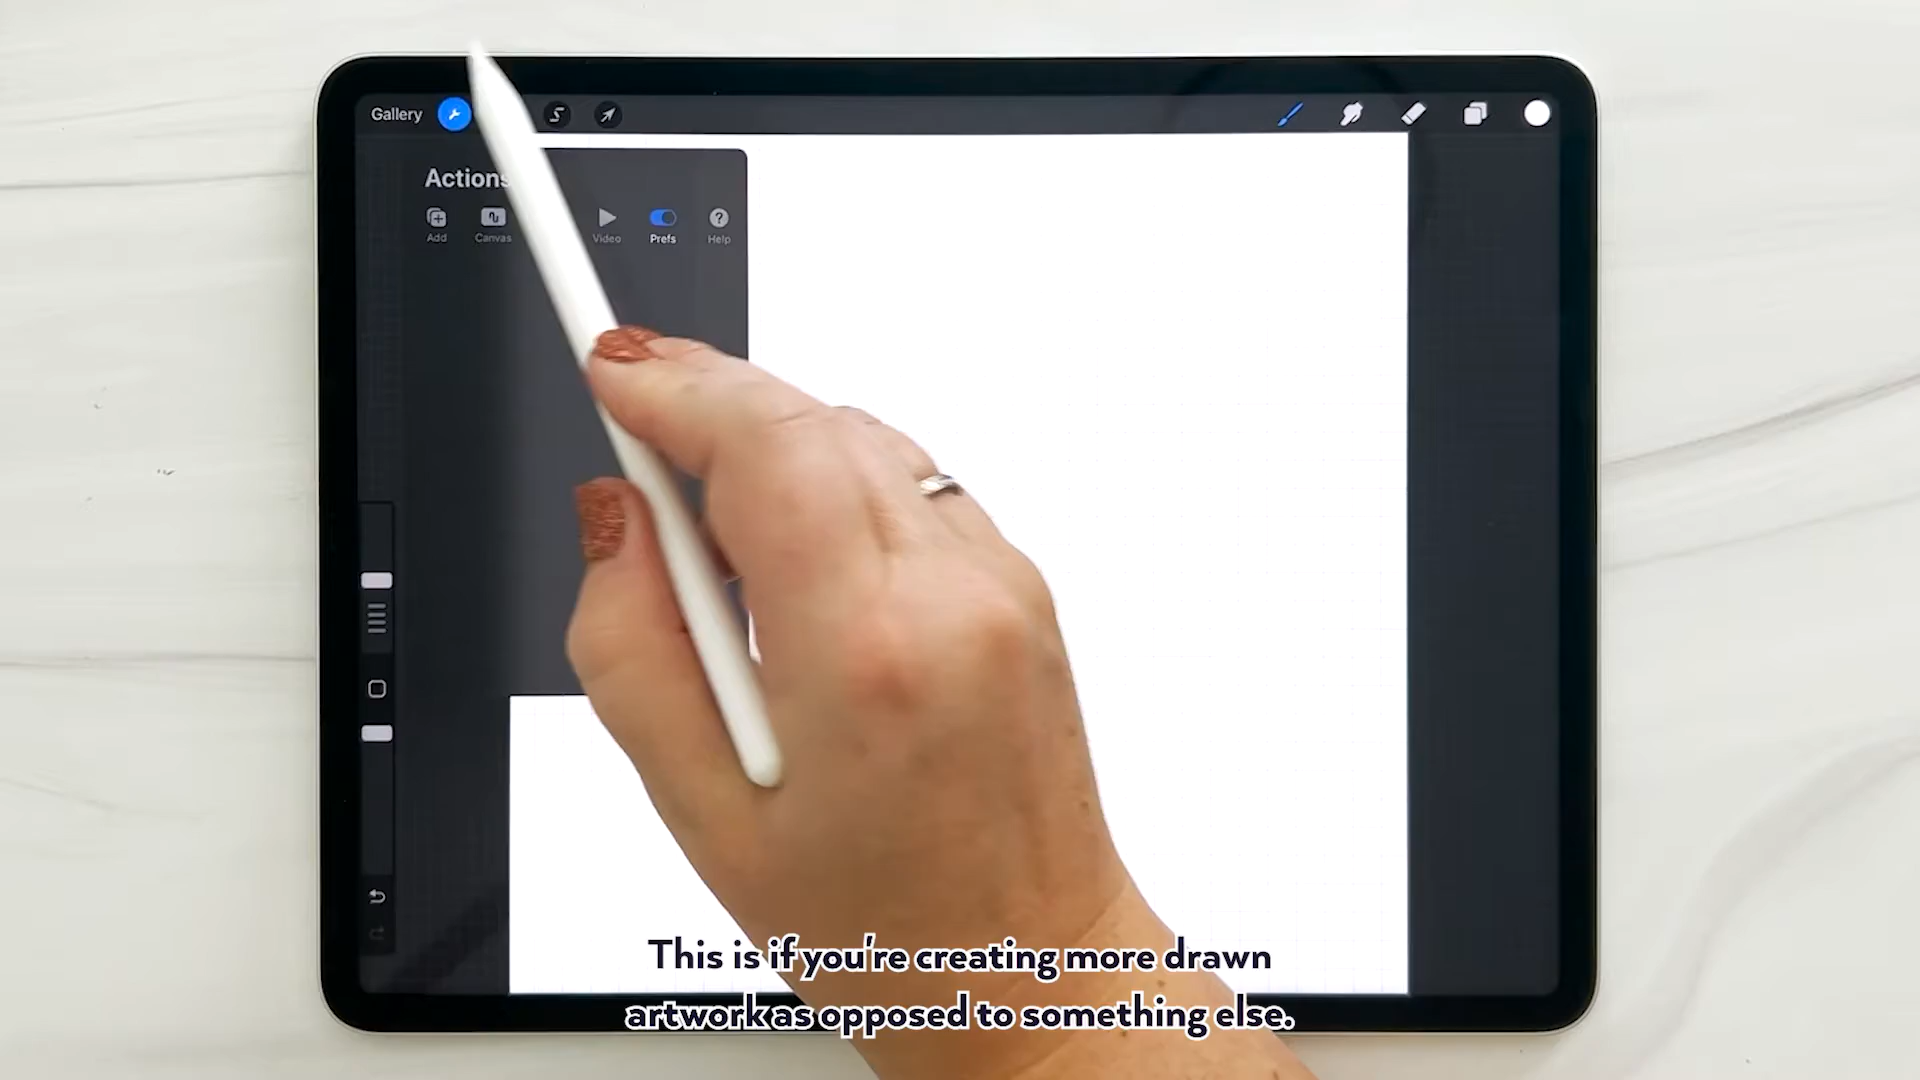 Gallery
Actions
Add Canvas Video Prefs Help
This is if you're creating more drawn
artwork as opposed to something else.